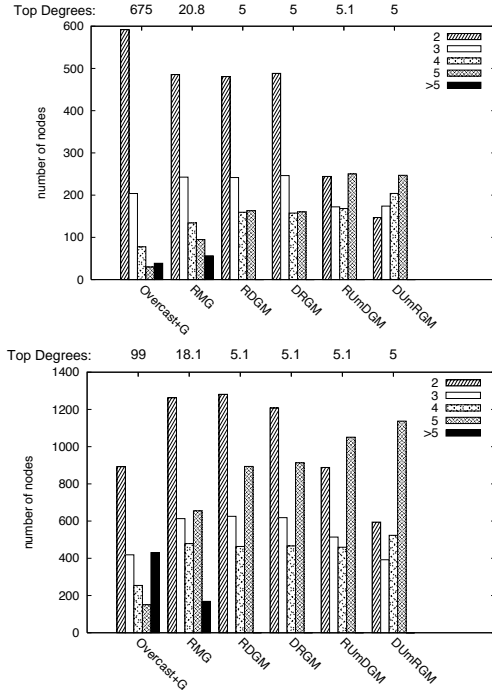 Top Degrees: 675 20.8 5 5 5.1 5
600
500
400
300
200
100
0
number of nodes
2
3
4
5
>5
Overcast+G
RMG
RDGM
DRGM
RUmDGM
DUmRGM
Top Degrees: 99 18.1 5.1 5.1 5.1 5
1400
1200
1000
800
600
400
200
0
number of nodes
2
3
4
5
>5
Overcast+G
RMG
RDGM
DRGM
RUmDGM
DUmRGM